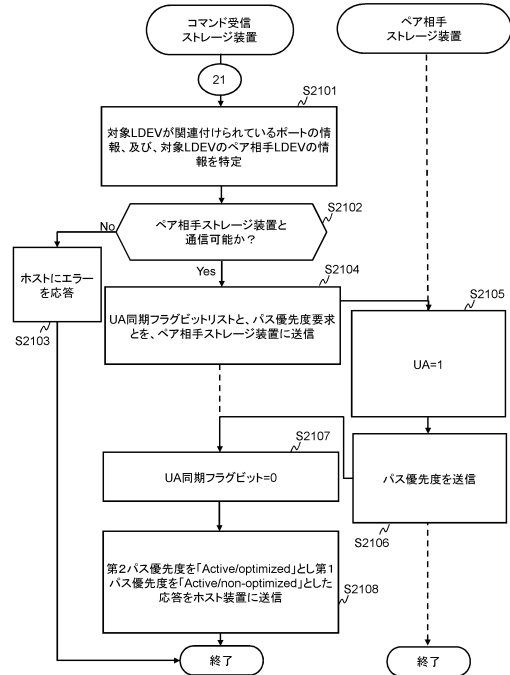 コマンド受信
ストレージ装置
ペア相手
ストレージ装置
21
S2101
対象LDEVが関連付けられているポートの情
報、及び、対象LDEVのペア相手LDEVの情
報を特定
S2102
ペア相手ストレージ装置と
通信可能か？
No
Yes
ホストにエラー
を応答
S2103
S2104
UA同期フラグビットリストと、パス優先度要求
とを、ペア相手ストレージ装置に送信
S2105
UA=1
パス優先度を送信
S2106
S2107
UA同期フラグビット=0
第2パス優先度を「Active/optimized」とし第1
パス優先度を「Active/non-optimized」とした
応答をホスト装置に送信
S2108
終了
終了